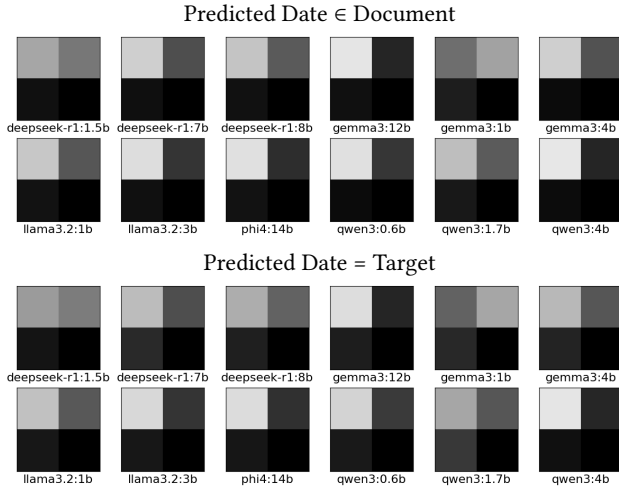 Predicted Date ∈ Document
deepseek-r1:1.5b deepseek-r1:7b deepseek-r1:8b gemma3:12b gemma3:1b gemma3:4b
llama3.2:1b llama3.2:3b phi4:14b qwen3:0.6b qwen3:1.7b qwen3:4b
Predicted Date = Target
deepseek-r1:1.5b deepseek-r1:7b deepseek-r1:8b gemma3:12b gemma3:1b gemma3:4b
llama3.2:1b llama3.2:3b phi4:14b qwen3:0.6b qwen3:1.7b qwen3:4b